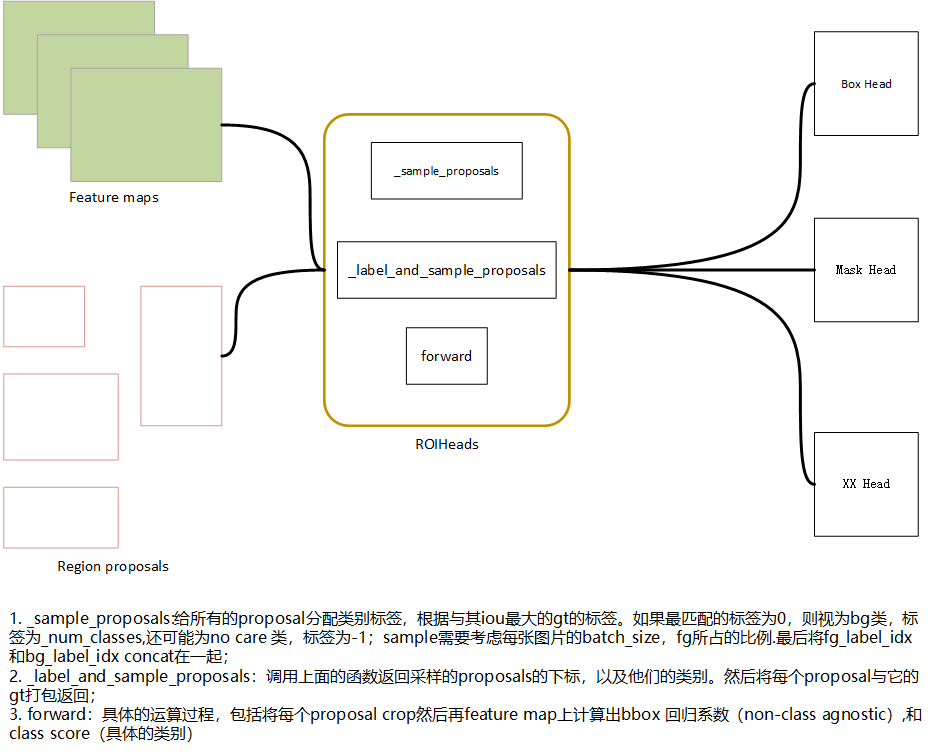 Feature maps
Region proposals
_sample_proposals
_label_and_sample_proposals
forward
ROIHeads
Box Head
Mask Head
XX Head
1. _sample_proposals给所有的proposal分配类别标签，根据与其iou最大的gt的标签。如果最匹配的标签为0，则视为bg类，标
签为_num_classes,还可能为no care 类，标签为-1；sample需要考虑每张图片的batch_size，fg所占的比例.最后将fg_label_idx
和bg_label_idx concat在一起；
2. _label_and_sample_proposals：调用上面的函数返回采样的proposals的下标，以及他们的类别。然后将每个proposal与它的
gt打包返回；
3. forward：具体的运算过程，包括将每个proposal crop然后再feature map上计算出bbox 回归系数（non-class agnostic）,和
class score（具体的类别）